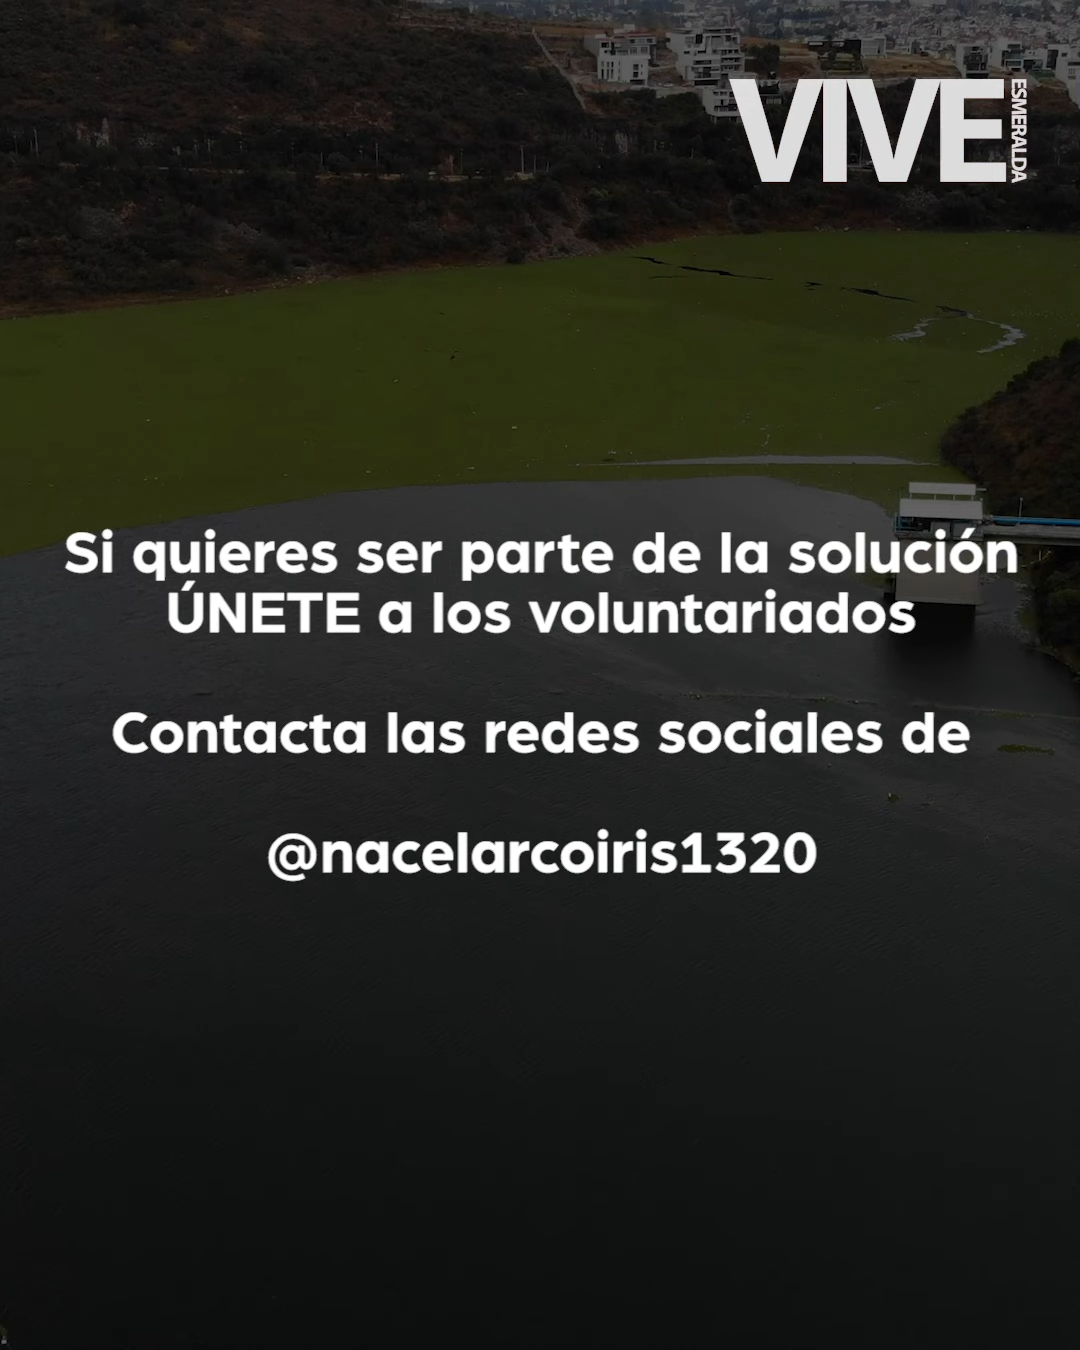 VIVE
ESMERALDA
Si quieres ser parte de la solución
ÚNETE a los voluntariados
Contacta las redes sociales de
@nacelarcoiris1320